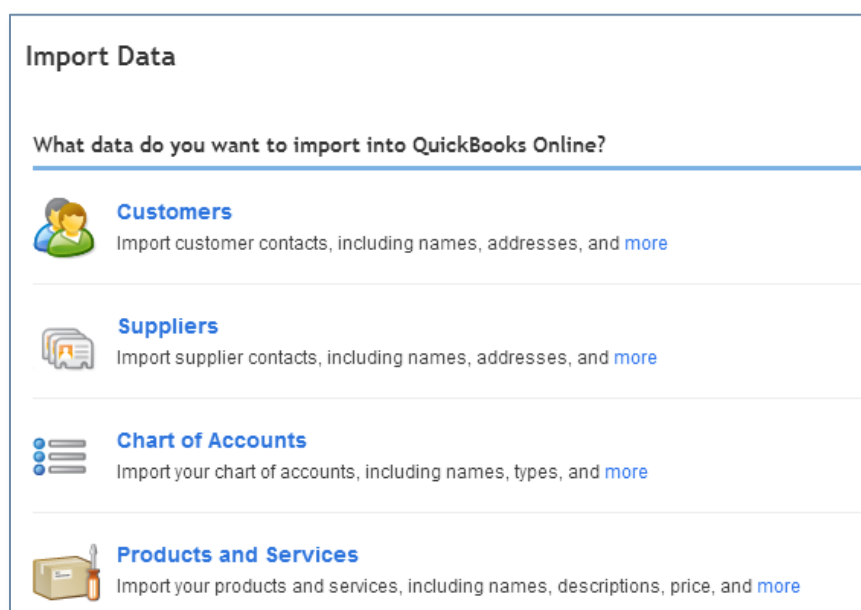 Import Data
What data do you want to import into QuickBooks Online?
Customers
Import customer contacts, including names, addresses, and more
Suppliers
Import supplier contacts, including names, addresses, and more
Chart of Accounts
Import your chart of accounts, including names, types, and more
Products and Services
Import your products and services, including names, descriptions, price, and more